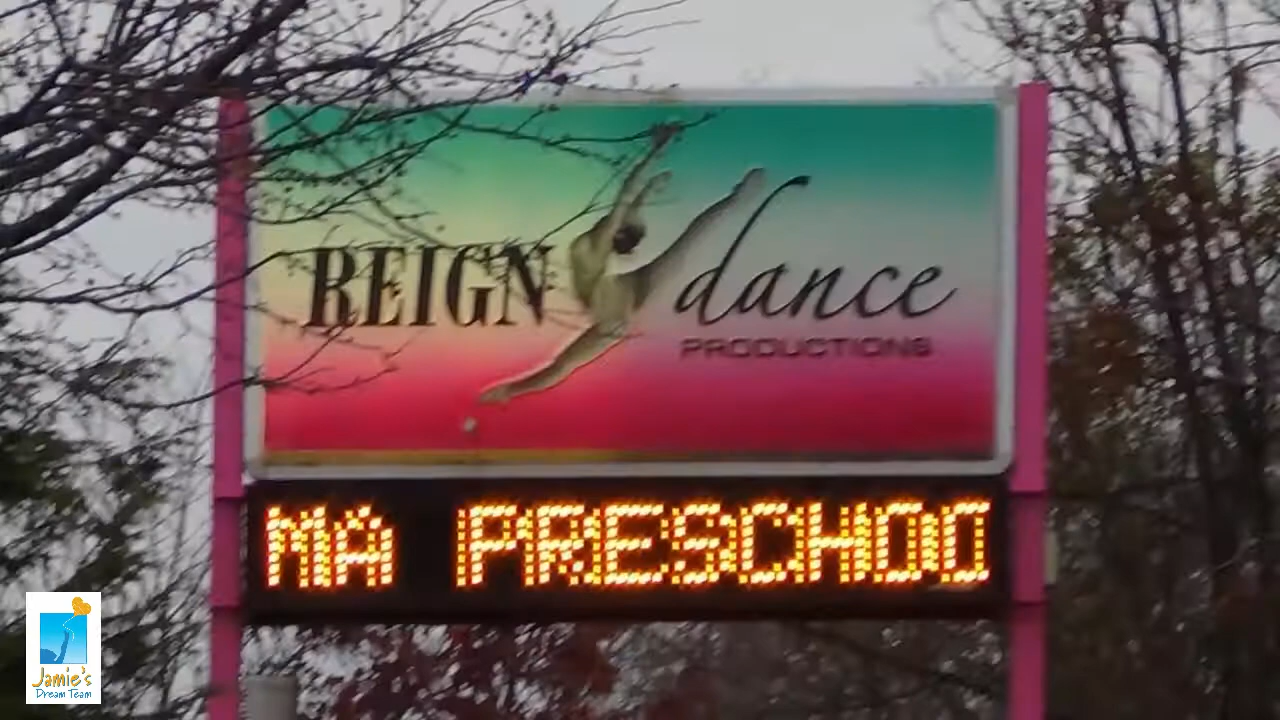 REIGN dance
PRODUCTIONS
MA PRESCHOO
Jamie's
Dream Team